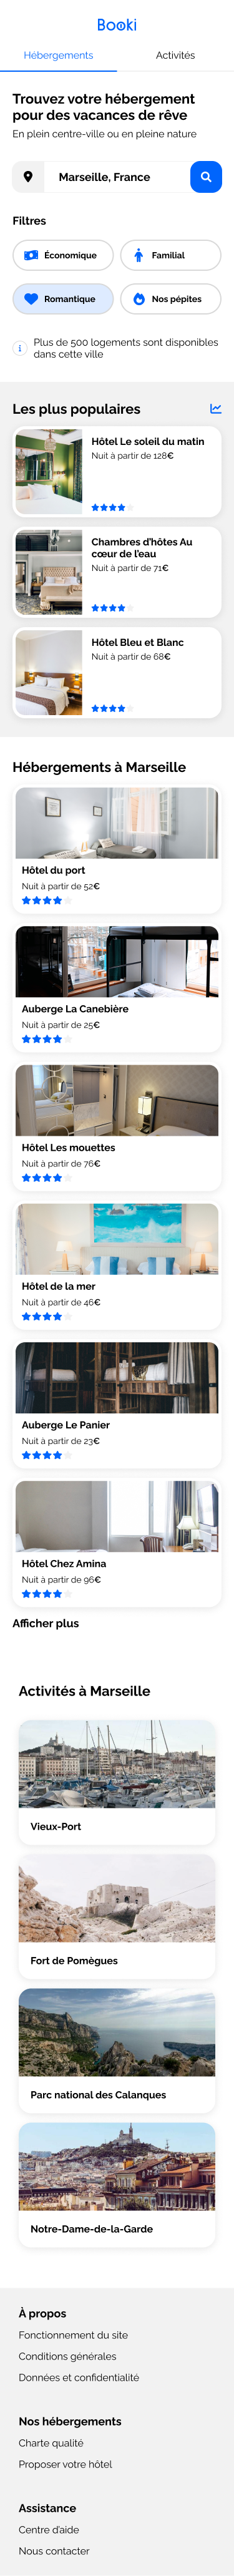 Booki
Hébergements
Activités
Trouvez votre hébergement
pour des vacances de rêve
En plein centre-ville ou en pleine nature
Marseille, France
Filtres
Économique
Familial
Romantique
Nos pépites
Plus de 500 logements sont disponibles
dans cette ville
Les plus populaires
Hôtel Le soleil du matin
Nuit à partir de 128€
Chambres d'hôtes Au
cœur de l'eau
Nuit à partir de 71€
Hôtel Bleu et Blanc
Nuit à partir de 68€
Hébergements à Marseille
Hôtel du port
Nuit à partir de 52€
Auberge La Canebière
Nuit à partir de 25€
Hôtel Les mouettes
Nuit à partir de 76€
Hôtel de la mer
Nuit à partir de 46€
Auberge Le Panier
Nuit à partir de 23€
Hôtel Chez Amina
Nuit à partir de 96€
Afficher plus
Activités à Marseille
Vieux-Port
Fort de Pomègues
Parc national des Calanques
Notre-Dame-de-la-Garde
À propos
Fonctionnement du site
Conditions générales
Données et confidentialité
Nos hébergements
Charte qualité
Proposer votre hôtel
Assistance
Centre d'aide
Nous contacter